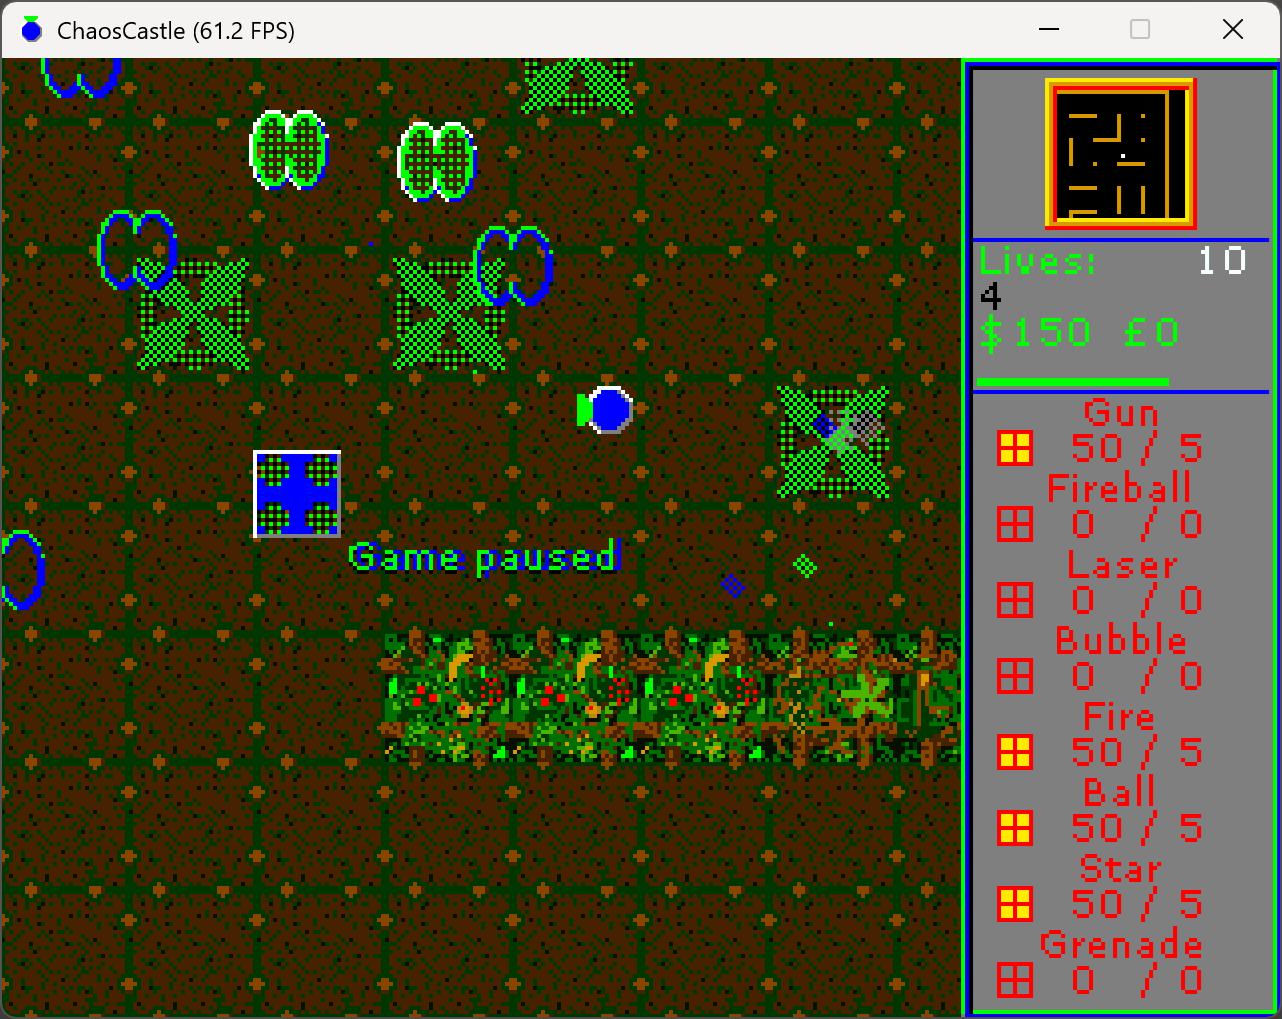 ChaosCastle (61.2 FPS)
Lives: 10
4
$150 £0
Gun
50 / 5
Fireball
0 / 0
Laser
0 / 0
Bubble
0 / 0
Fire
50 / 5
Ball
50 / 5
Star
50 / 5
Grenade
0 / 0
Game paused!